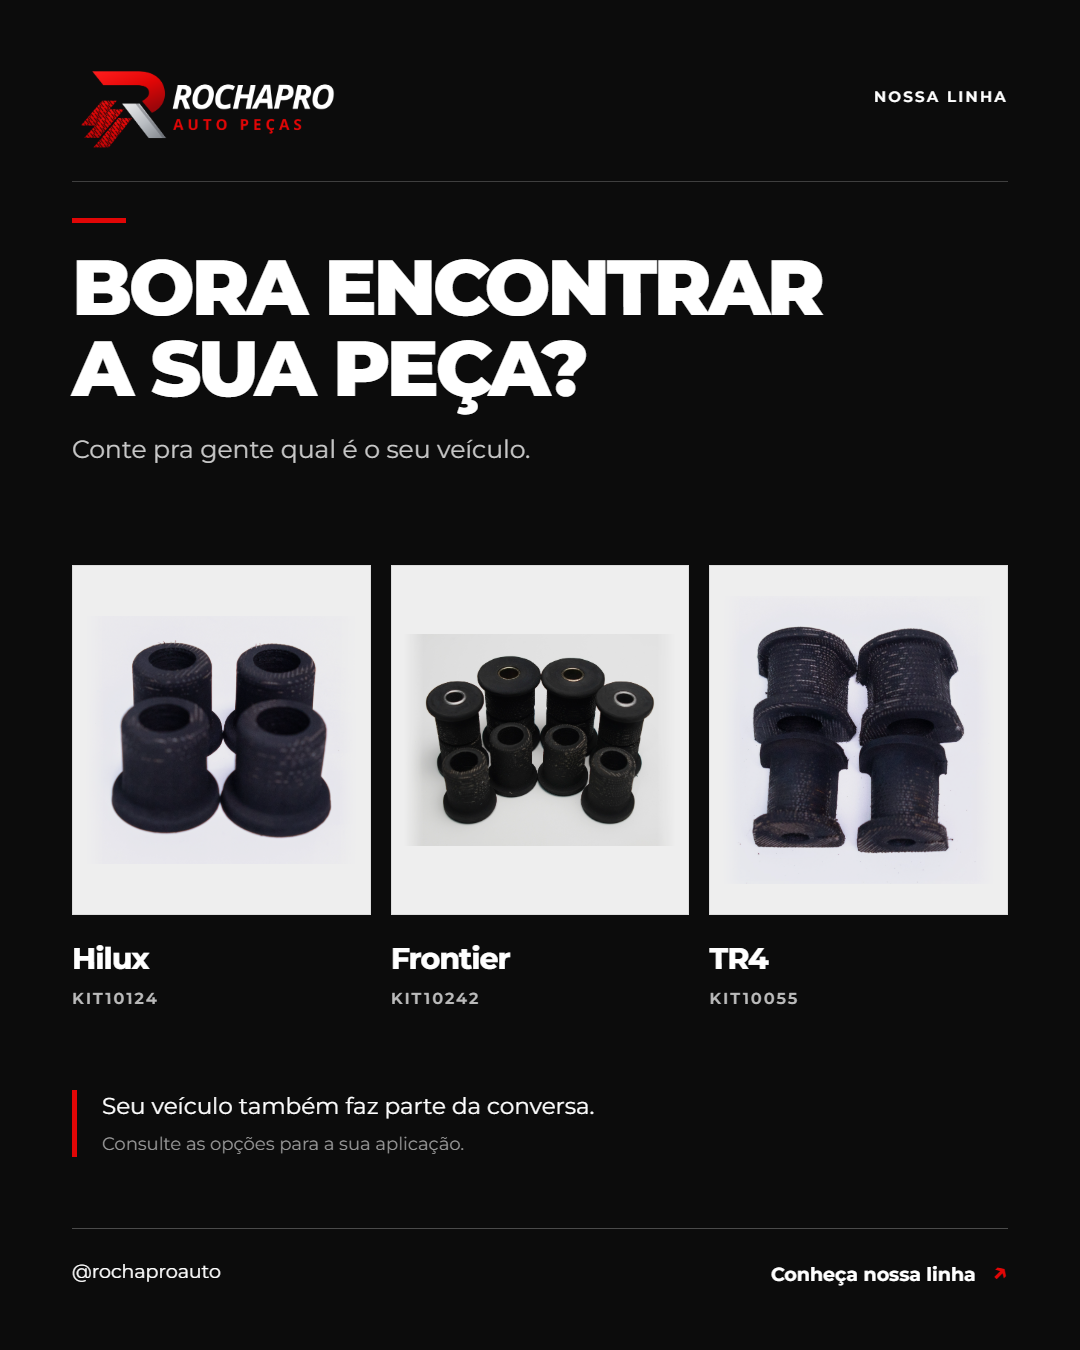 ROCHAPRO
AUTO PEÇAS
NOSSA LINHA
BORA ENCONTRAR
A SUA PEÇA?
Conte pra gente qual é o seu veículo.
Hilux
KIT10124
Frontier
KIT10242
TR4
KIT10055
Seu veículo também faz parte da conversa.
Consulte as opções para a sua aplicação.
@rochaproauto
Conheça nossa linha